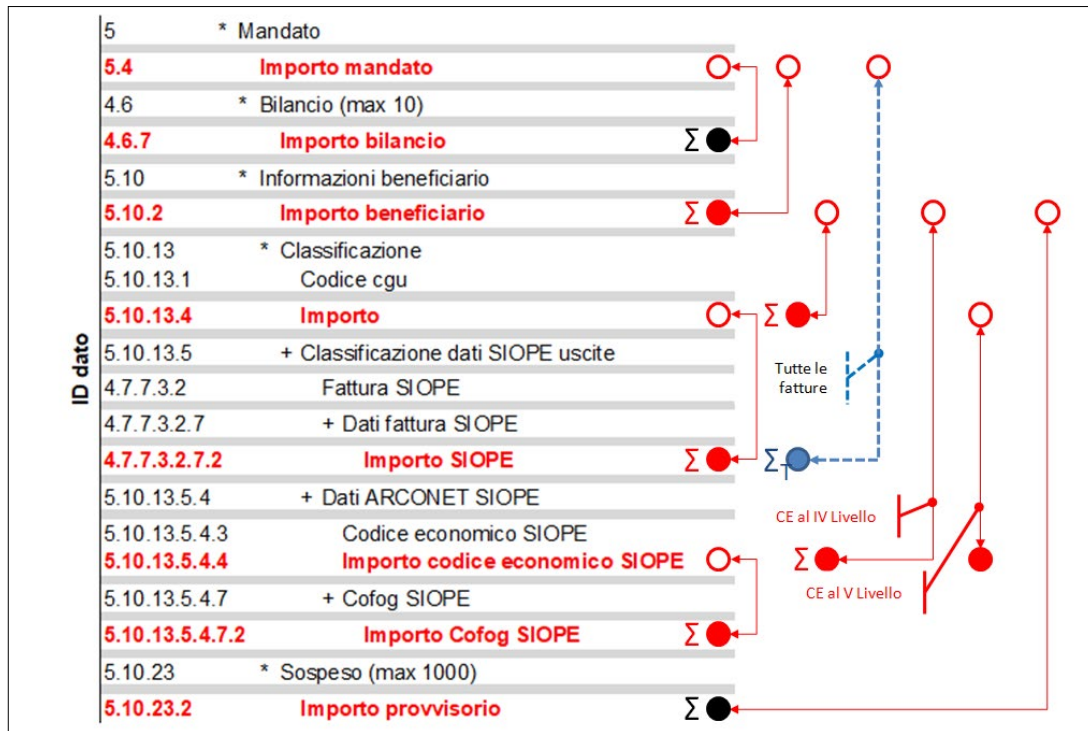 5 * Mandato
5.4 Importo mandato
4.6 * Bilancio (max 10)
4.6.7 Importo bilancio Σ
5.10 * Informazioni beneficiario
5.10.2 Importo beneficiario Σ
5.10.13 * Classificazione
5.10.13.1 Codice cgu
5.10.13.4 Importo Σ
5.10.13.5 + Classificazione dati SIOPE uscite
4.7.7.3.2 Fattura SIOPE
4.7.7.3.2.7 + Dati fattura SIOPE
4.7.7.3.2.7.2 Importo SIOPE Σ ΣT
5.10.13.5.4 + Dati ARCONET SIOPE
5.10.13.5.4.3 Codice economico SIOPE
5.10.13.5.4.4 Importo codice economico SIOPE Σ
5.10.13.5.4.7 + Cofog SIOPE
5.10.13.5.4.7.2 Importo Cofog SIOPE Σ
5.10.23 * Sospeso (max 1000)
5.10.23.2 Importo provvisorio Σ
ID dato
Tutte le
fatture
CE al IV Livello
CE al V Livello